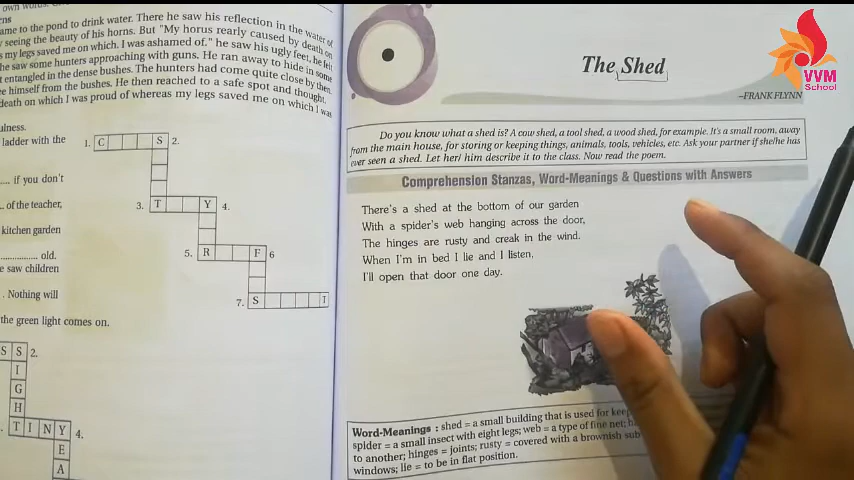 own words.
ns
ame to the pond to drink water. There he saw his reflection in the water of
seeing the beauty of his horns. But "My horus rearly caused by death on
s my legs saved me on which. I was ashamed of." he saw his ugly feet, he felt
he saw some hunters approaching with guns. He ran away to hide in some
t entangled in the dense bushes. The hunters had come quite close by then.
e himself from the bushes. He then reached to a safe spot and thought.
death on which I was proud of whereas my legs saved me on which I was
ulness.
ladder with the
.... if you don't
.. of the teacher,
kitchen garden
................ old.
e saw children
. Nothing will
the green light comes on.
1. C S 2.
3. T Y 4.
5. R F 6
7. S T
S S 2.
I
G
H
. T I N Y 4.
E
A
The Shed
–FRANK FLYNN
VVM
School
Do you know what a shed is? A cow shed, a tool shed, a wood shed, for example. It's a small room, away
from the main house, for storing or keeping things, animals, tools, vehicles, etc. Ask your partner if she/he has
ever seen a shed. Let her/ him describe it to the class. Now read the poem.
Comprehension Stanzas, Word-Meanings & Questions with Answers
There's a shed at the bottom of our garden
With a spider's web hanging across the door,
The hinges are rusty and creak in the wind.
When I'm in bed I lie and I listen,
I'll open that door one day.
Word-Meanings : shed = a small building that is used for keep
spider = a small insect with eight legs; web = a type of fine net;
to another; hinges = joints; rusty = covered with a brownish sub
windows; lie = to be in flat position.